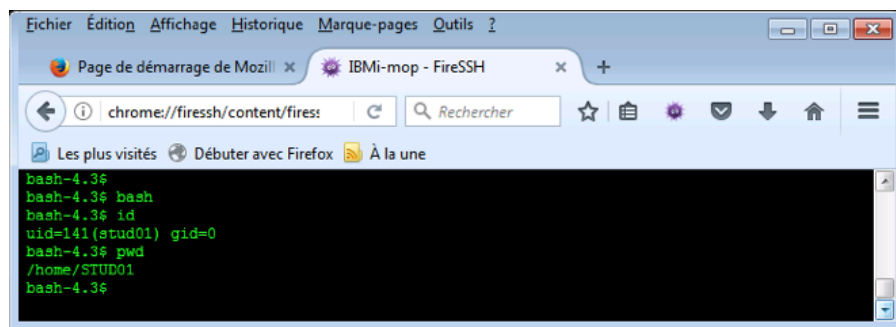 Fichier Édition Affichage Historique Marque-pages Outils ?
Page de démarrage de Mozill IBMi-mop - FireSSH
chrome://firessh/content/fires: Rechercher
Les plus visités Débuter avec Firefox À la une
bash-4.3$
bash-4.3$ bash
bash-4.3$ id
uid=141(stud01) gid=0
bash-4.3$ pwd
/home/STUD01
bash-4.3$